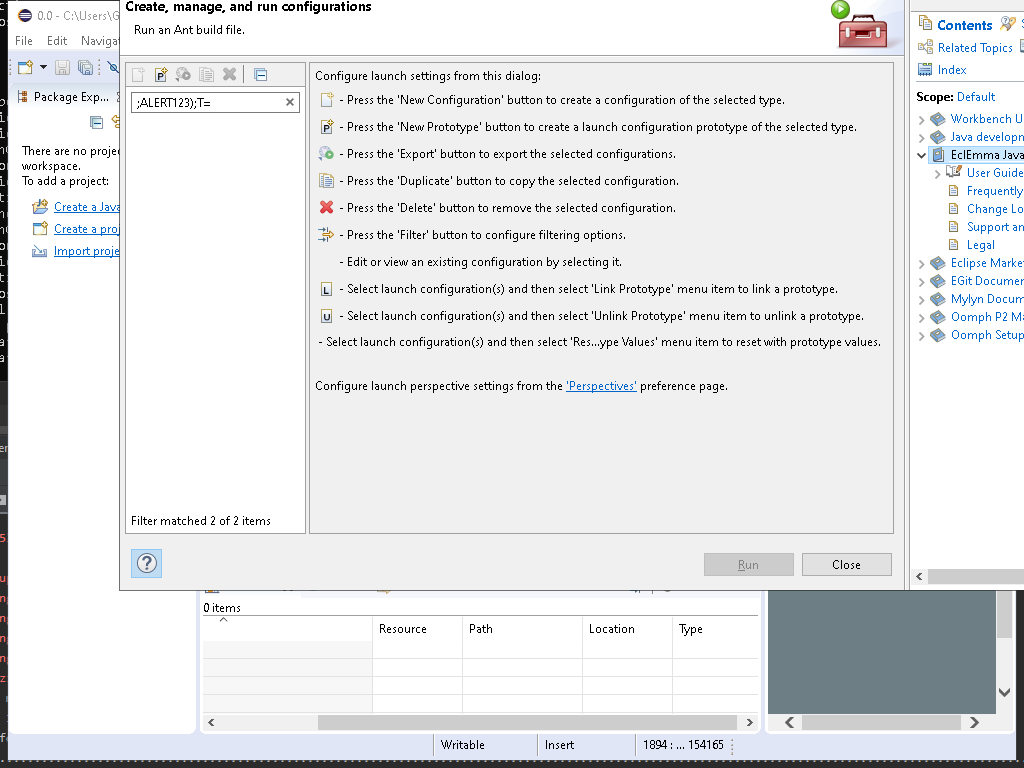 Create, manage, and run configurations
0.0 - C:\Users\G
Run an Ant build file.
File Edit Navigat
Package Exp...
There are no projec
workspace.
To add a project:
Create a Java
Create a proj
Import proje
;ALERT123);T=
Filter matched 2 of 2 items
Configure launch settings from this dialog:
- Press the 'New Configuration' button to create a configuration of the selected type.
- Press the 'New Prototype' button to create a launch configuration prototype of the selected type.
- Press the 'Export' button to export the selected configurations.
- Press the 'Duplicate' button to copy the selected configuration.
- Press the 'Delete' button to remove the selected configuration.
- Press the 'Filter' button to configure filtering options.
- Edit or view an existing configuration by selecting it.
L - Select launch configuration(s) and then select 'Link Prototype' menu item to link a prototype.
U - Select launch configuration(s) and then select 'Unlink Prototype' menu item to unlink a prototype.
- Select launch configuration(s) and then select 'Res...ype Values' menu item to reset with prototype values.
Configure launch perspective settings from the 'Perspectives' preference page.
? Run Close
Contents
Related Topics
Index
Scope: Default
Workbench U
Java developm
EclEmma Java
User Guide
Frequently
Change Lo
Support an
Legal
Eclipse Marke
EGit Documen
Mylyn Docum
Oomph P2 Ma
Oomph Setup
0 items
Resource Path Location Type
Writable Insert 1894 : ... 154165